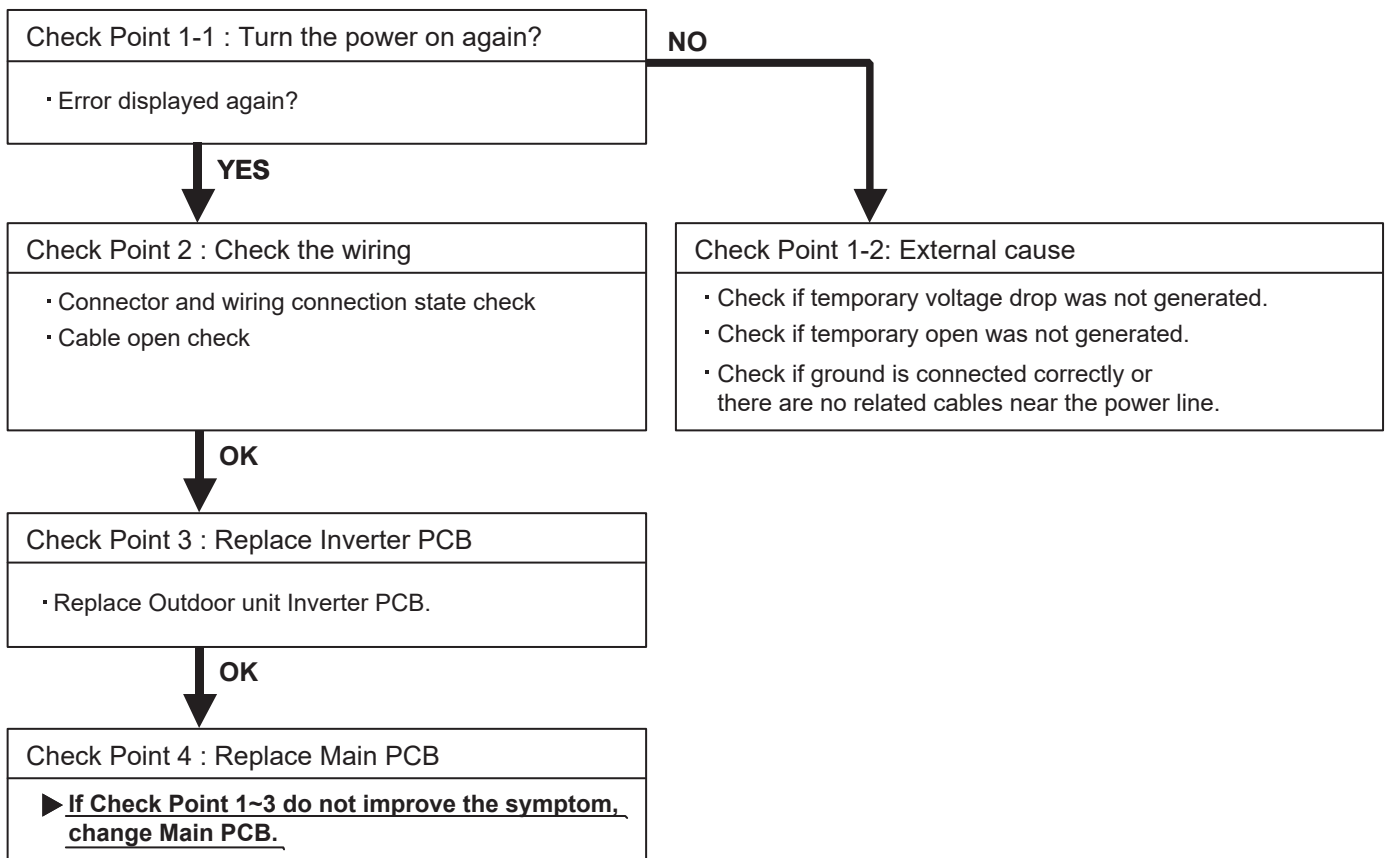 Check Point 1-1 : Turn the power on again?
· Error displayed again?
NO
YES
Check Point 2 : Check the wiring
· Connector and wiring connection state check
· Cable open check
Check Point 1-2: External cause
· Check if temporary voltage drop was not generated.
· Check if temporary open was not generated.
· Check if ground is connected correctly or
there are no related cables near the power line.
OK
Check Point 3 : Replace Inverter PCB
· Replace Outdoor unit Inverter PCB.
OK
Check Point 4 : Replace Main PCB
▶ If Check Point 1~3 do not improve the symptom,
change Main PCB.